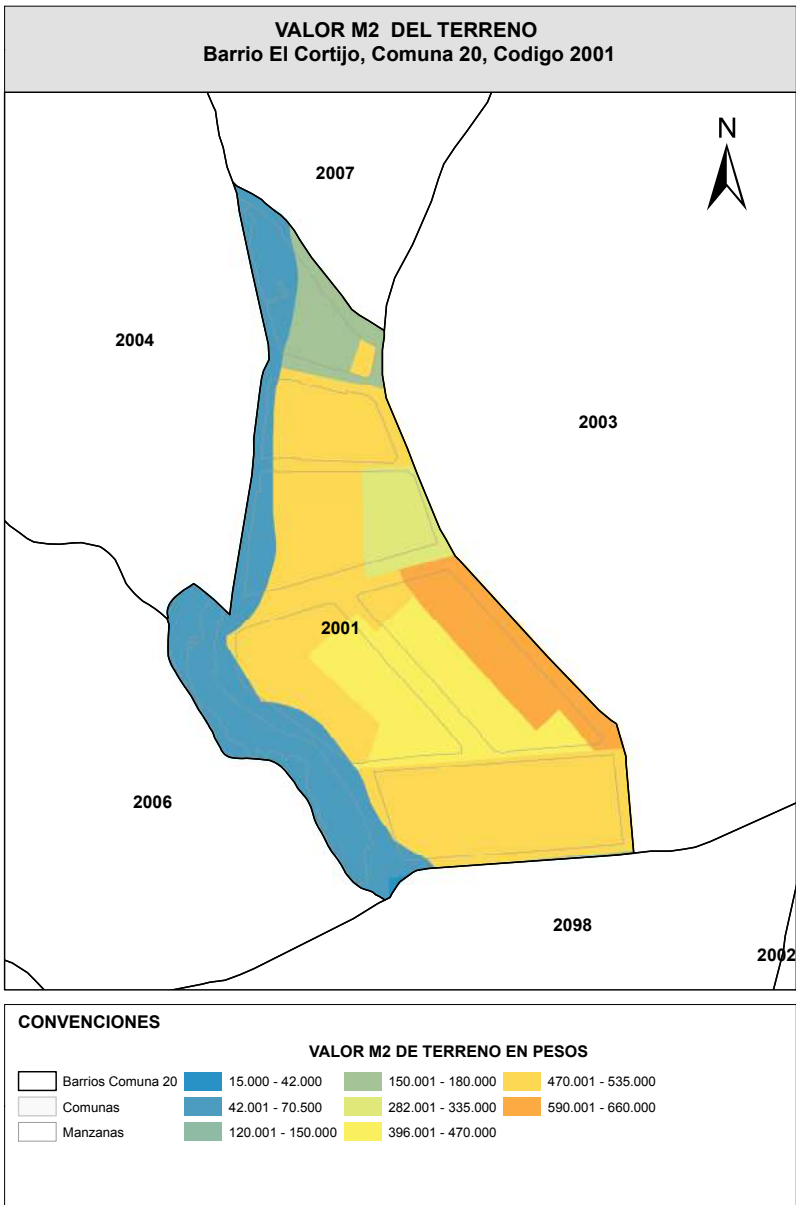 VALOR M2 DEL TERRENO
Barrio El Cortijo, Comuna 20, Codigo 2001
N
2007
2004
2003
2001
2006
2098
2002
CONVENCIONES
VALOR M2 DE TERRENO EN PESOS
Barrios Comuna 20 15.000 - 42.000 150.001 - 180.000 470.001 - 535.000
Comunas 42.001 - 70.500 282.001 - 335.000 590.001 - 660.000
Manzanas 120.001 - 150.000 396.001 - 470.000